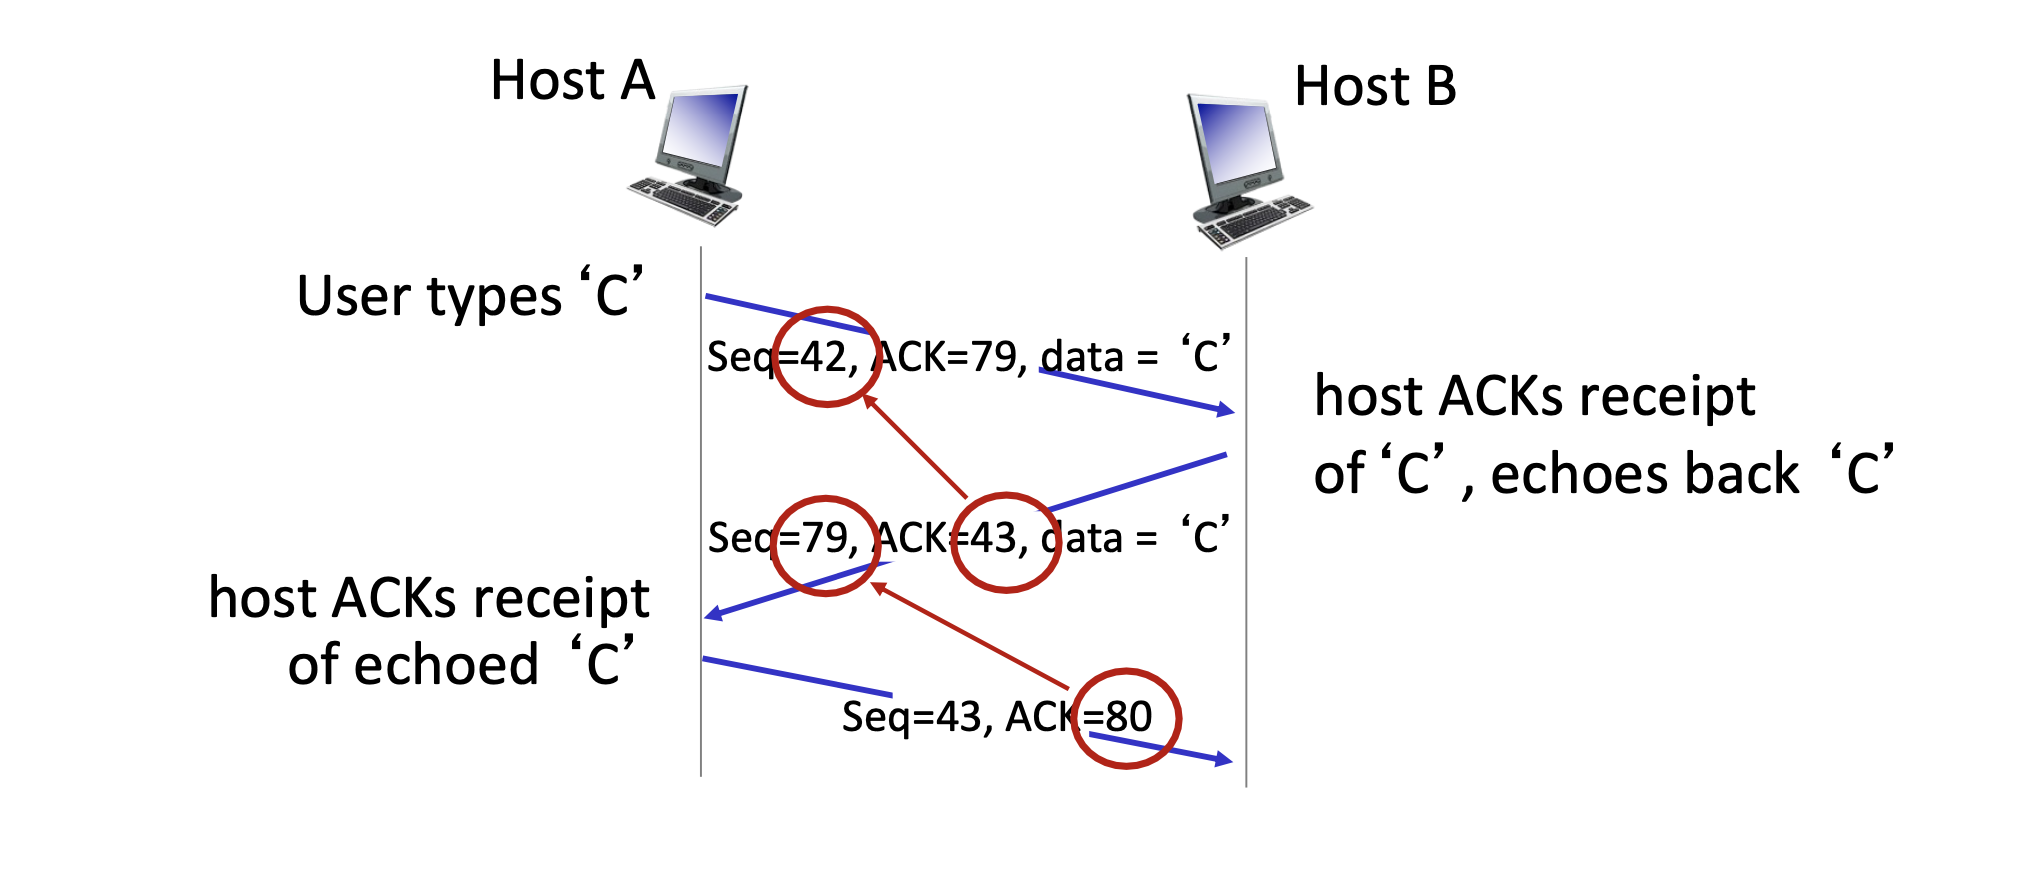 Host A
Host B
User types ‘C’
Seq=42, ACK=79, data = ‘C’
host ACKs receipt
of ‘C’, echoes back ‘C’
Seq=79, ACK=43, data = ‘C’
host ACKs receipt
of echoed ‘C’
Seq=43, ACK=80